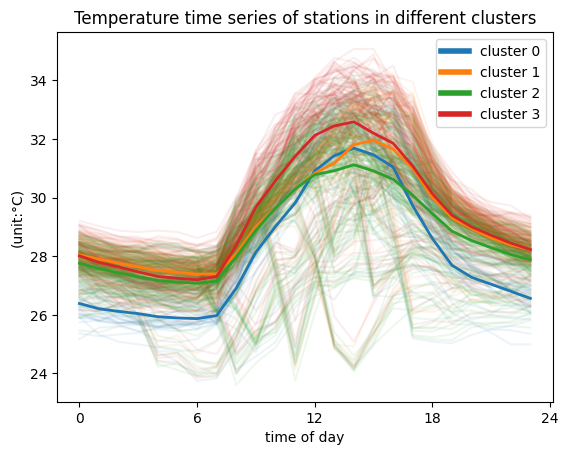 Temperature time series of stations in different clusters
cluster 0
cluster 1
cluster 2
cluster 3
34
32
30
28
26
24
(unit:°C)
0
6
12
18
24
time of day